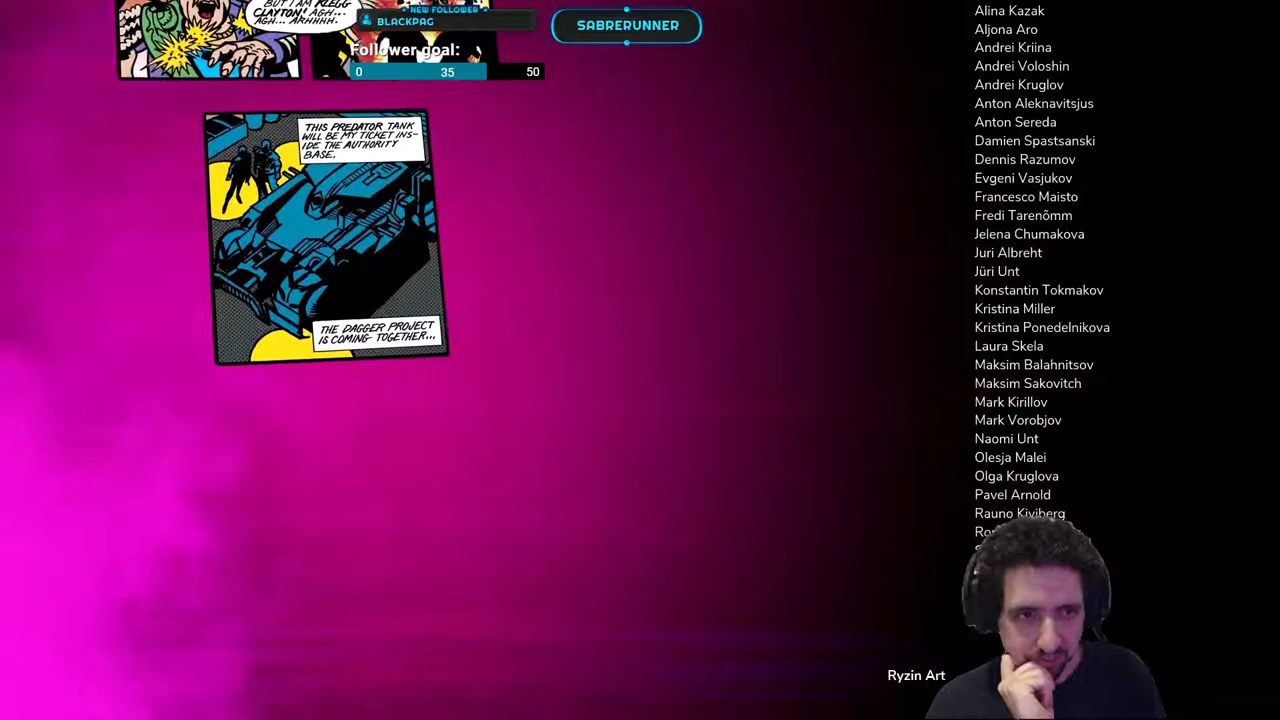 BUT I AM KLEGG
CLAYTON! AGH...
AGH... ARHHHH.
NEW FOLLOWER
BLACKPAG
Follower goal:
0 35 50
SABRERUNNER
THIS PREDATOR TANK
WILL BE MY TICKET INS-
IDE THE AUTHORITY
BASE.
THE DAGGER PROJECT
IS COMING TOGETHER...
Alina Kazak
Aljona Aro
Andrei Kriina
Andrei Voloshin
Andrei Kruglov
Anton Aleknavitsjus
Anton Sereda
Damien Spastsanski
Dennis Razumov
Evgeni Vasjukov
Francesco Maisto
Fredi Tarenõmm
Jelena Chumakova
Juri Albreht
Jüri Unt
Konstantin Tokmakov
Kristina Miller
Kristina Ponedelnikova
Laura Skela
Maksim Balahnitsov
Maksim Sakovitch
Mark Kirillov
Mark Vorobjov
Naomi Unt
Olesja Malei
Olga Kruglova
Pavel Arnold
Rauno Kiviberg
Ryzin Art